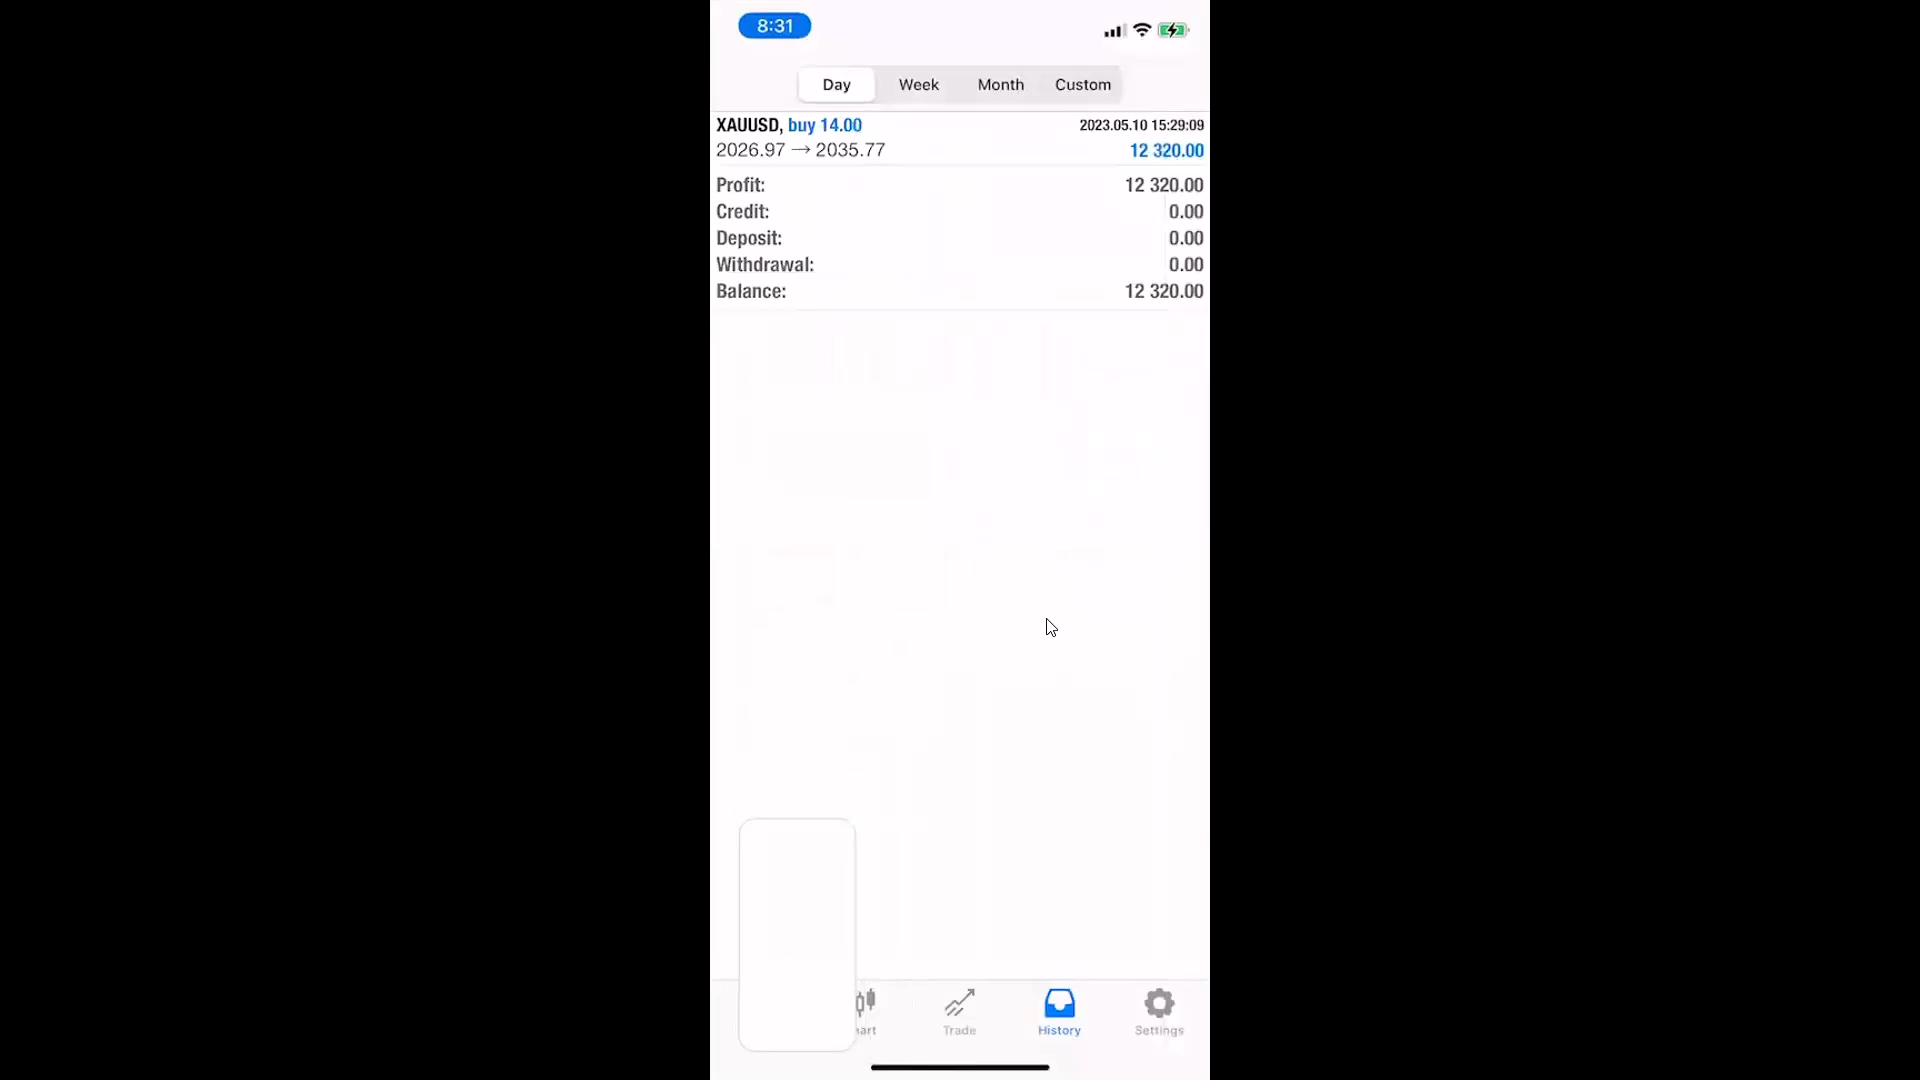 8:31
Day Week Month Custom
XAUUSD, buy 14.00 2023.05.10 15:29:09
2026.97 → 2035.77 12 320.00
Profit: 12 320.00
Credit: 0.00
Deposit: 0.00
Withdrawal: 0.00
Balance: 12 320.00
Trade History Settings